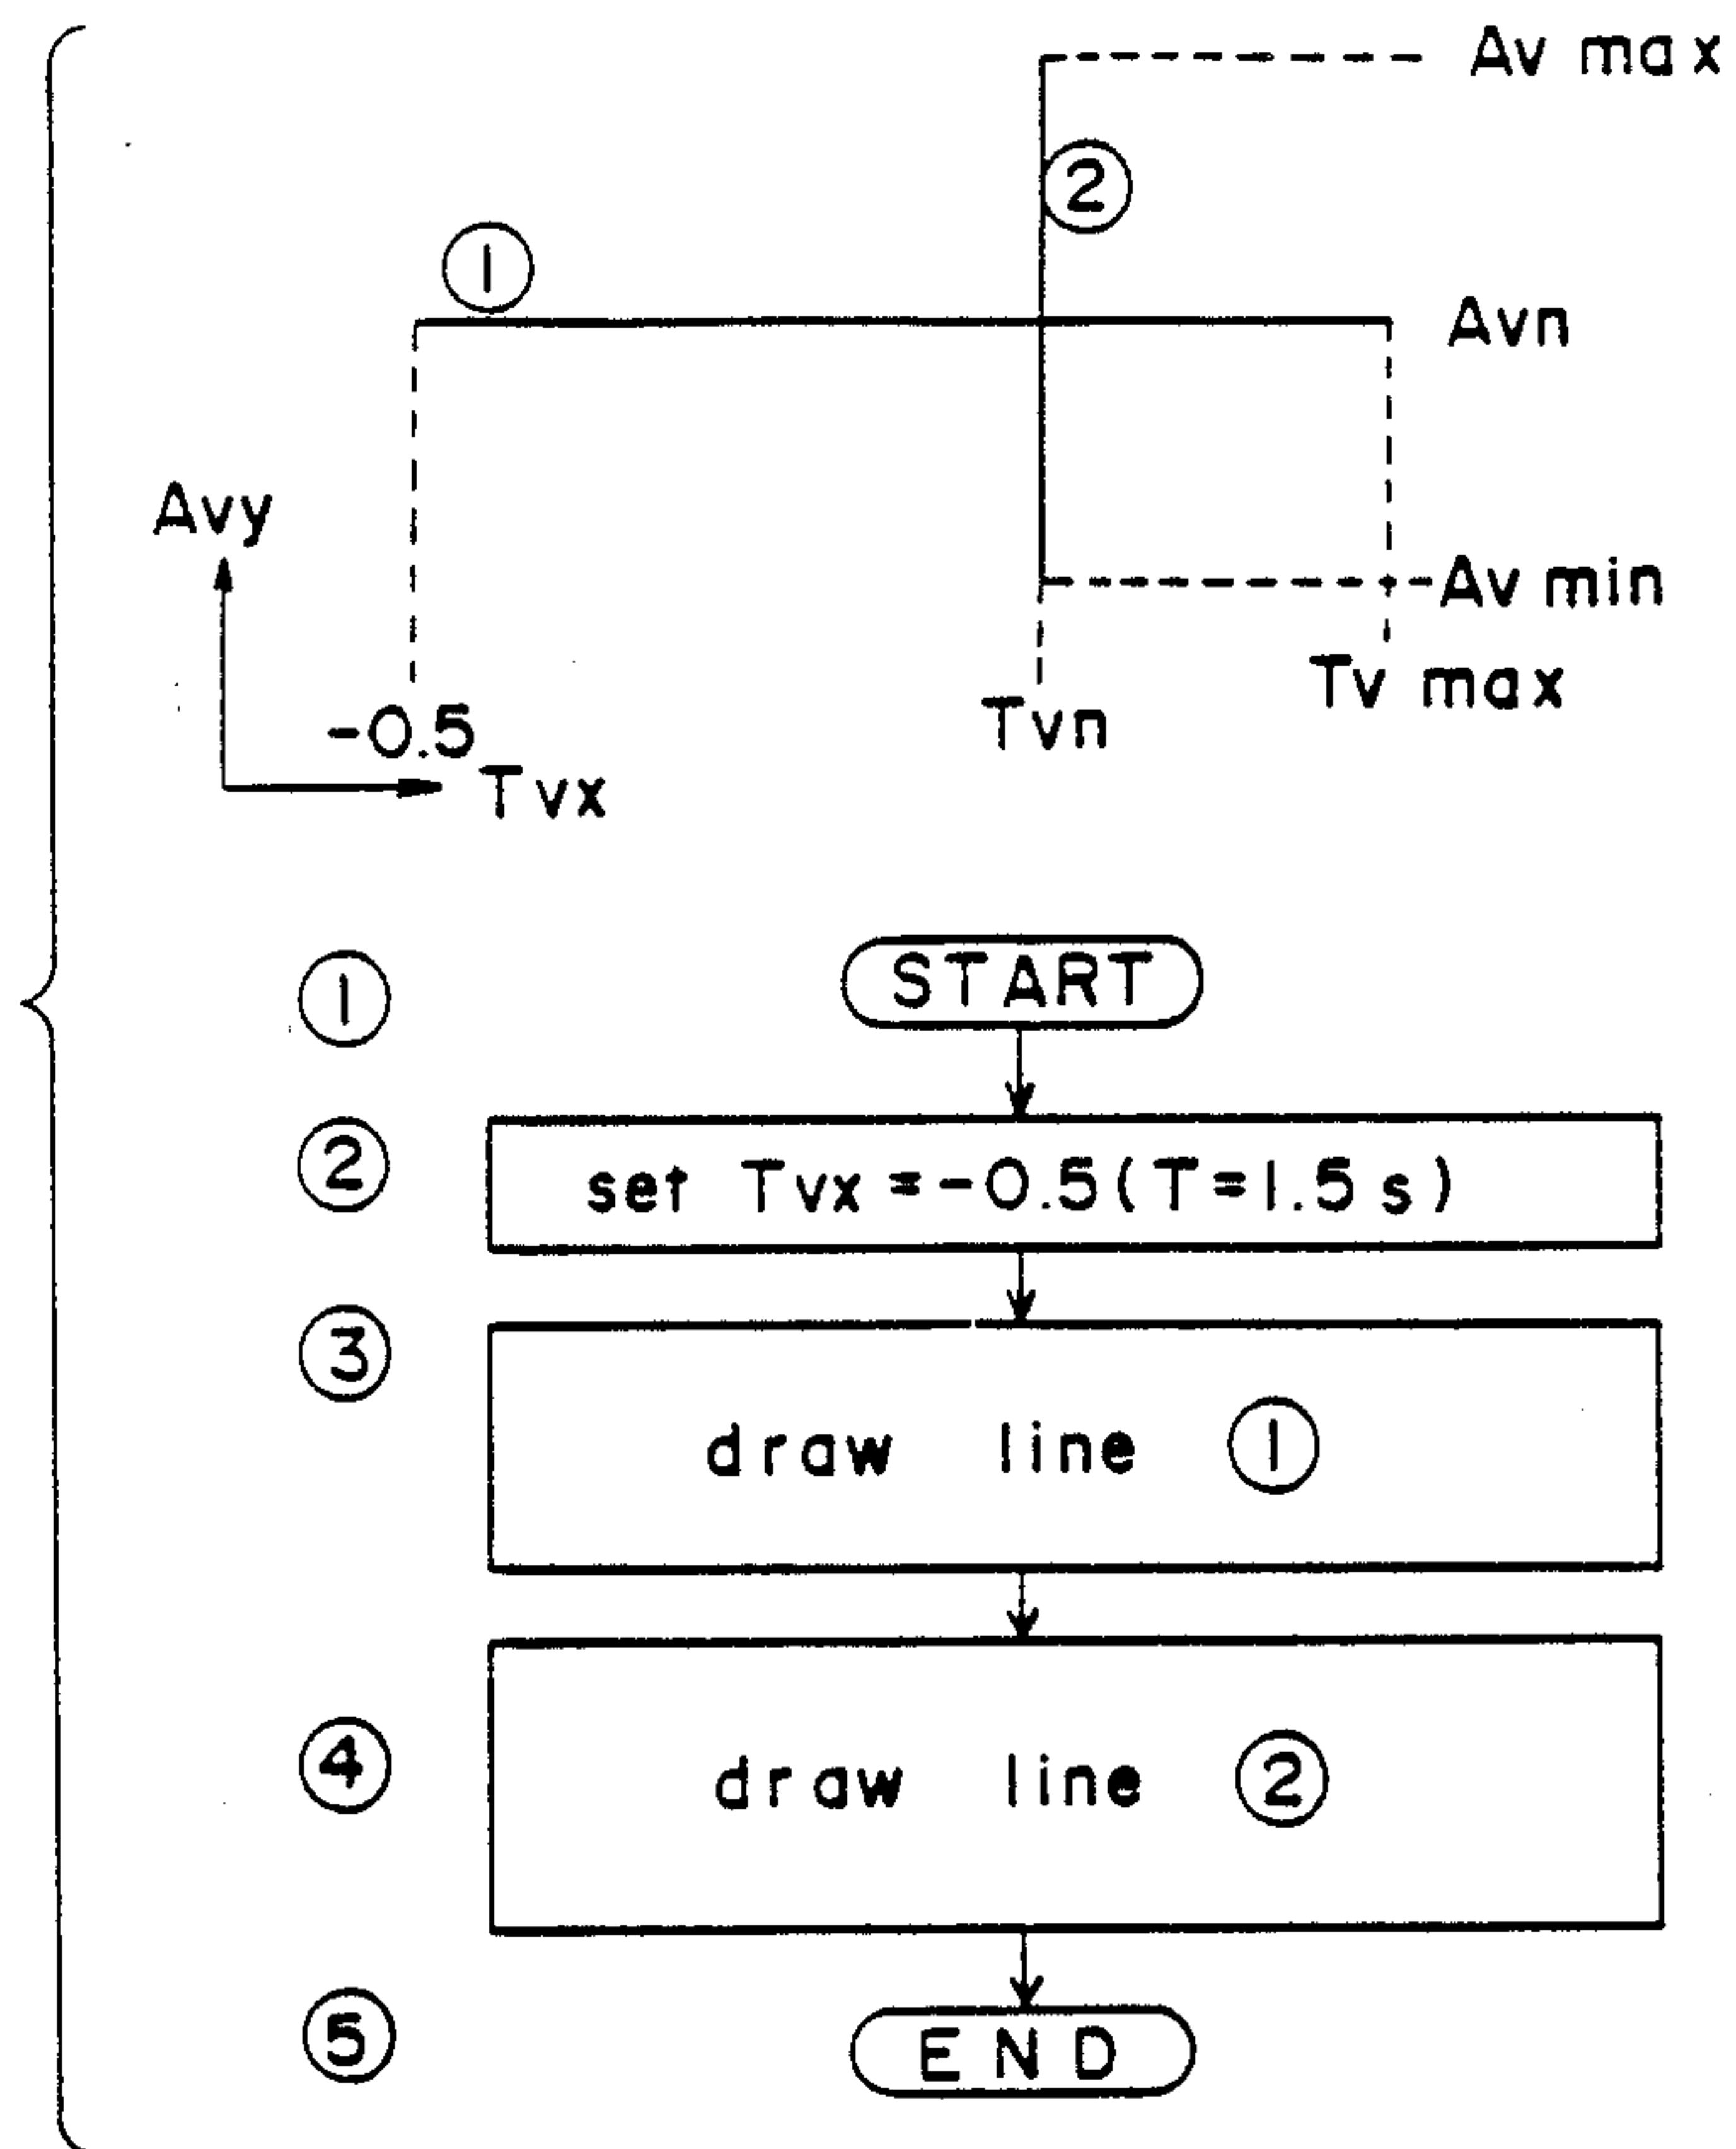 Av max
②
①
Avn
Avy
Av min
Tv max
-0.5
Tvn
Tvx
① START
② set Tvx=-0.5(T=1.5s)
③ draw line ①
④ draw line ②
⑤ END